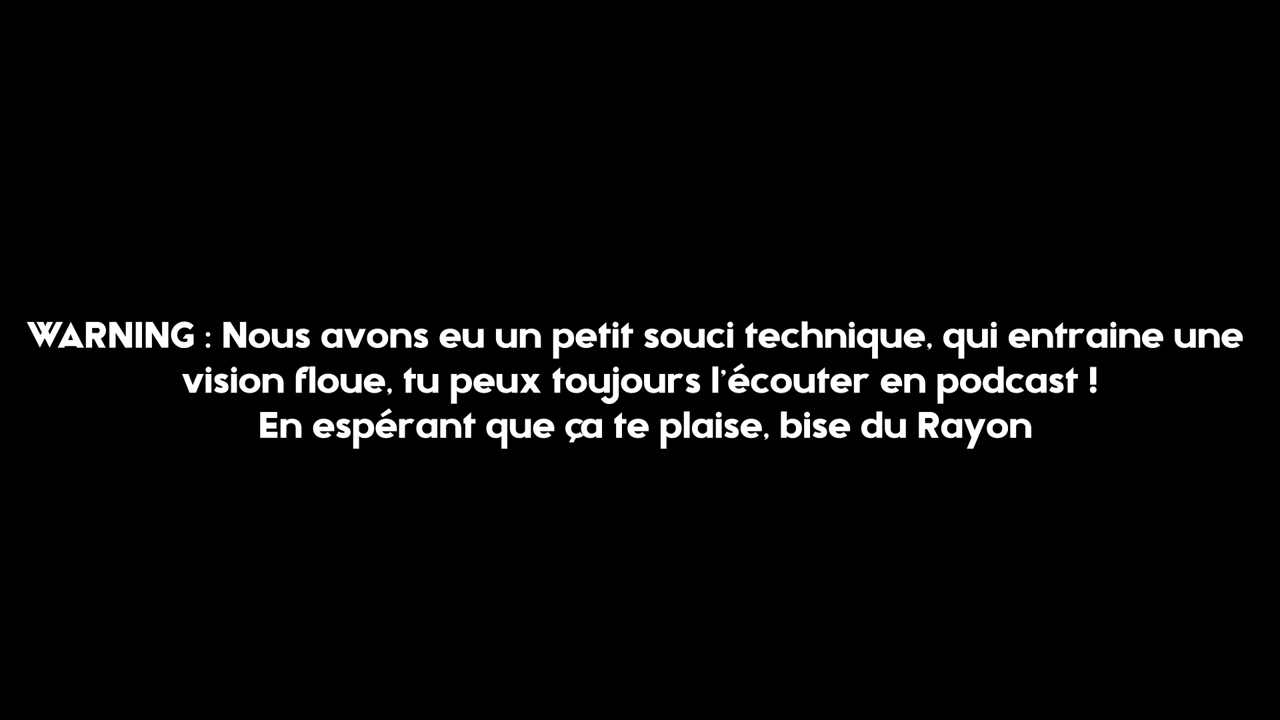 WARNING : Nous avons eu un petit souci technique, qui entraine une
vision floue, tu peux toujours l'écouter en podcast !
En espérant que ça te plaise, bise du Rayon